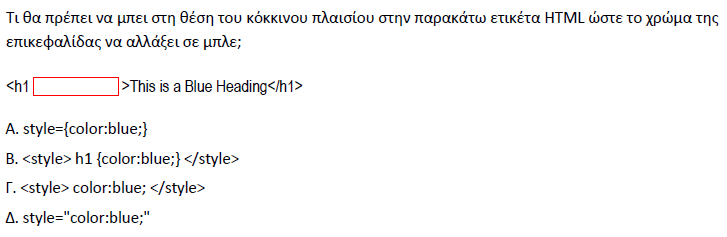 Τι θα πρέπει να μπει στη θέση του κόκκινου πλαισίου στην παρακάτω ετικέτα HTML ώστε το χρώμα της
επικεφαλίδας να αλλάξει σε μπλε;
<h1 >This is a Blue Heading</h1>
Α. style={color:blue;}
Β. <style> h1 {color:blue;} </style>
Γ. <style> color:blue; </style>
Δ. style="color:blue;"